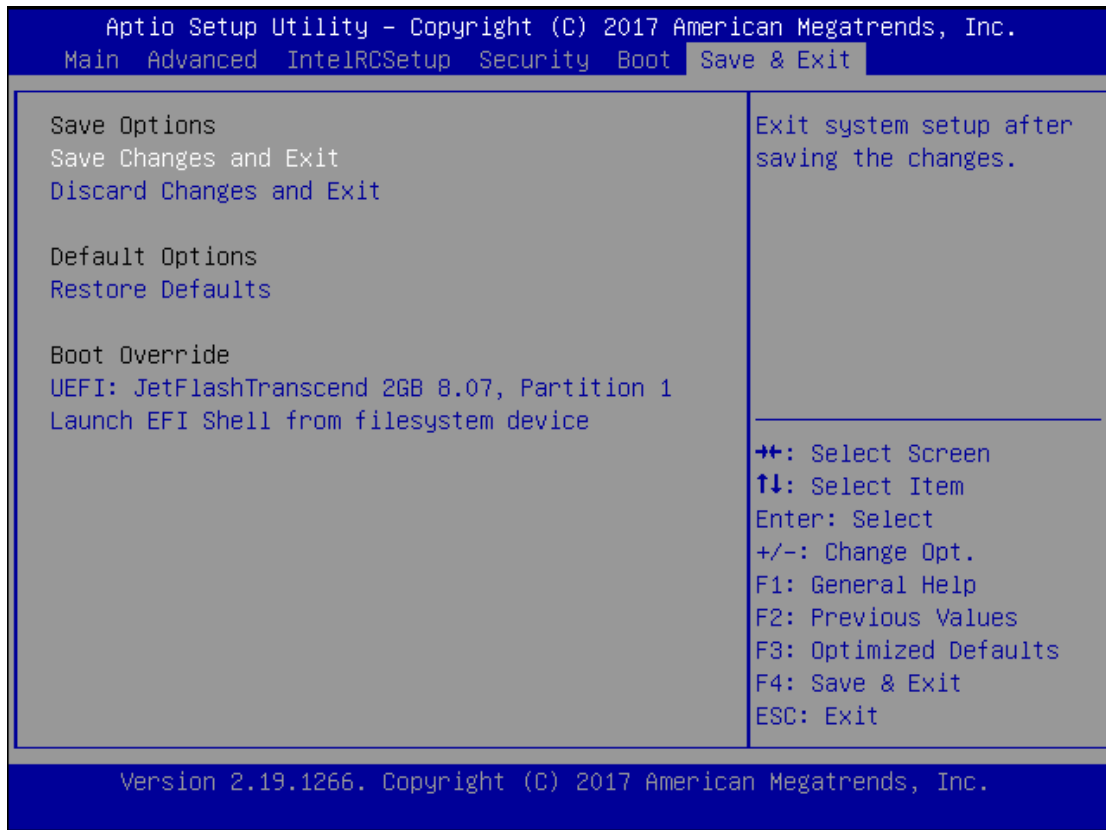 Aptio Setup Utility – Copyright (C) 2017 American Megatrends, Inc.
Main Advanced IntelRCSetup Security Boot Save & Exit
Save Options
Save Changes and Exit
Discard Changes and Exit
Default Options
Restore Defaults
Boot Override
UEFI: JetFlashTranscend 2GB 8.07, Partition 1
Launch EFI Shell from filesystem device
Exit system setup after
saving the changes.
→←: Select Screen
↑↓: Select Item
Enter: Select
+/-: Change Opt.
F1: General Help
F2: Previous Values
F3: Optimized Defaults
F4: Save & Exit
ESC: Exit
Version 2.19.1266. Copyright (C) 2017 American Megatrends, Inc.